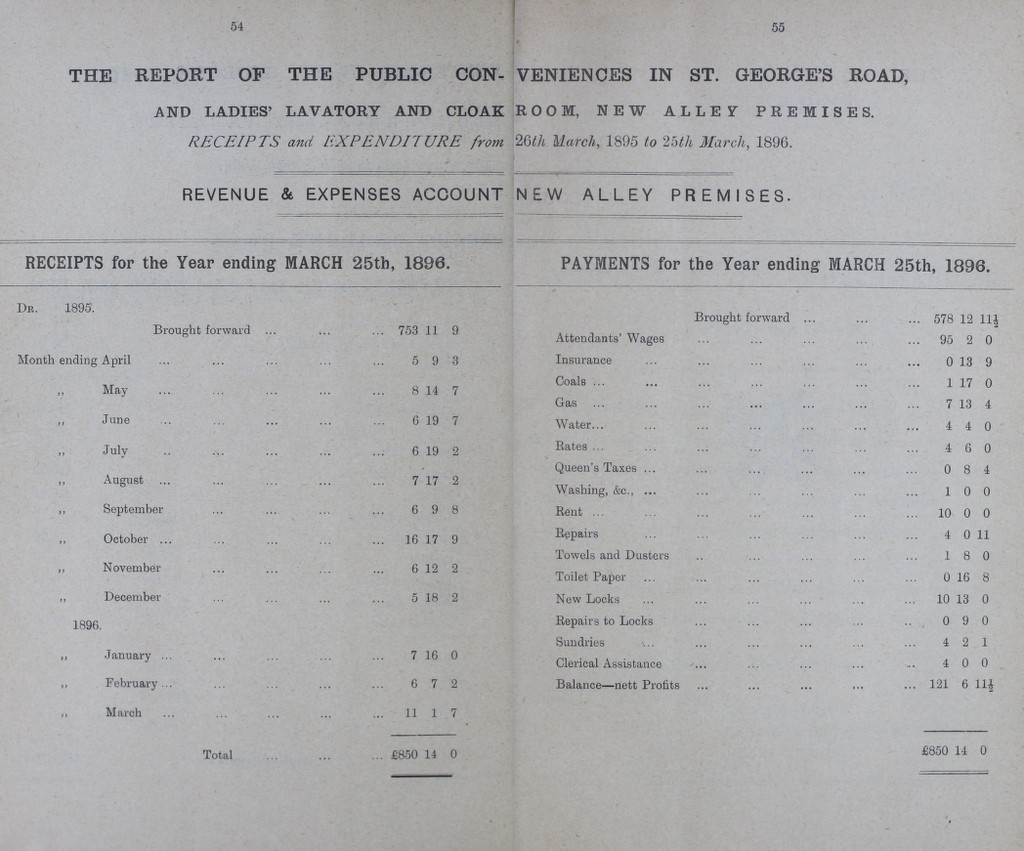 54
55
THE REPORT OF THE PUBLIC CON-VENIENCES IN ST. GEORGE'S ROAD,
AND LADIES' LAVATORY AND CLOAK ROOM, NEW ALLEY PREMISES.
RECEIPTS and EXPENDITURE from 26th March, 1895 to 25th March, 1896.
REVENUE & EXPENSES ACCOUNT NEW ALLEY PREMISES.
RECEIPTS for the Year ending MARCH 25th, 1896.
DR. 1895.
Brought forward ... ... ... 753 11 9
Month ending April ... ... ... ... ... 5 9 3
,, May ... ... ... ... ... 8 14 7
,, June ... ... ... ... ... 6 19 7
,, July ... ... ... ... ... 6 19 2
,, August ... ... ... ... ... 7 17 2
,, September ... ... ... ... 6 9 8
,, October ... ... ... ... ... 16 17 9
,, November ... ... ... ... 6 12 2
,, December ... ... ... ... 5 18 2
1896.
,, January ... ... ... ... ... 7 16 0
,, February ... ... ... ... ... 6 7 2
,, March ... ... ... ... ... 11 1 7
Total ... ... ... £850 14 0
PAYMENTS for the Year ending MARCH 25th, 1896.
Brought forward ... ... ... 578 12 11½
Attendants' Wages ... ... ... ... ... 95 2 0
Insurance ... ... ... ... ... ... 0 13 9
Coals ... ... ... ... ... ... ... 1 17 0
Gas ... ... ... ... ... ... ... 7 13 4
Water... ... ... ... ... ... ... 4 4 0
Rates ... ... ... ... ... ... ... 4 6 0
Queen's Taxes ... ... ... ... ... ... 0 8 4
Washing, &c., ... ... ... ... ... ... 1 0 0
Rent ... ... ... ... ... ... ... 10 0 0
Repairs ... ... ... ... ... ... 4 0 11
Towels and Dusters ... ... ... ... ... 1 8 0
Toilet Paper ... ... ... ... ... ... 0 16 8
New Locks ... ... ... ... ... ... 10 13 0
Repairs to Locks ... ... ... ... ... 0 9 0
Sundries ... ... ... ... ... ... 4 2 1
Clerical Assistance ... ... ... ... ... 4 0 0
Balance—nett Profits ... ... ... ... ... 121 6 11½
£850 14 0